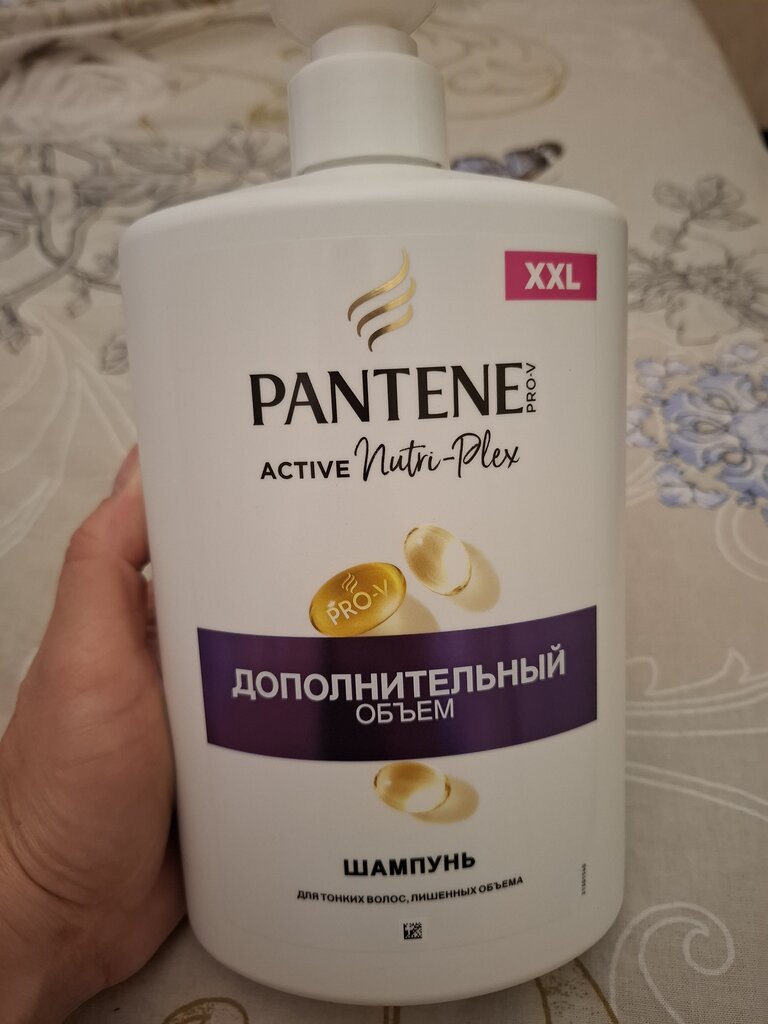 XXL
PANTENE PRO-V
ACTIVE Nutri-Plex
PRO-V
ДОПОЛНИТЕЛЬНЫЙ
ОБЪЕМ
ШАМПУНЬ
ДЛЯ ТОНКИХ ВОЛОС, ЛИШЕННЫХ ОБЪЕМА